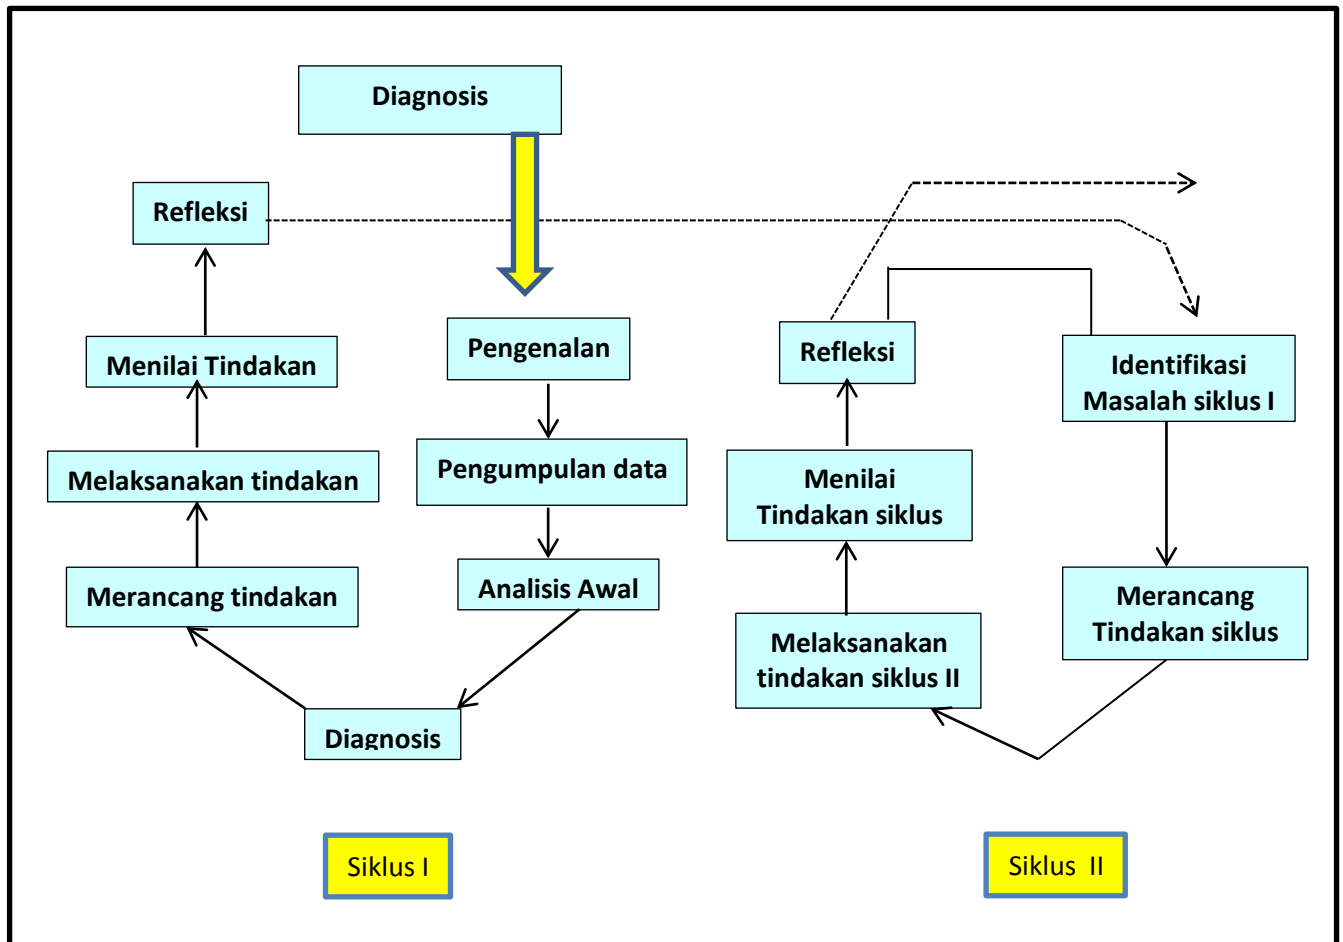 Diagnosis
Refleksi
Menilai Tindakan
Melaksanakan tindakan
Merancang tindakan
Pengenalan
Pengumpulan data
Analisis Awal
Diagnosis
Siklus I
Refleksi
Menilai
Tindakan siklus
Melaksanakan
tindakan siklus II
Identifikasi
Masalah siklus I
Merancang
Tindakan siklus
Siklus  II